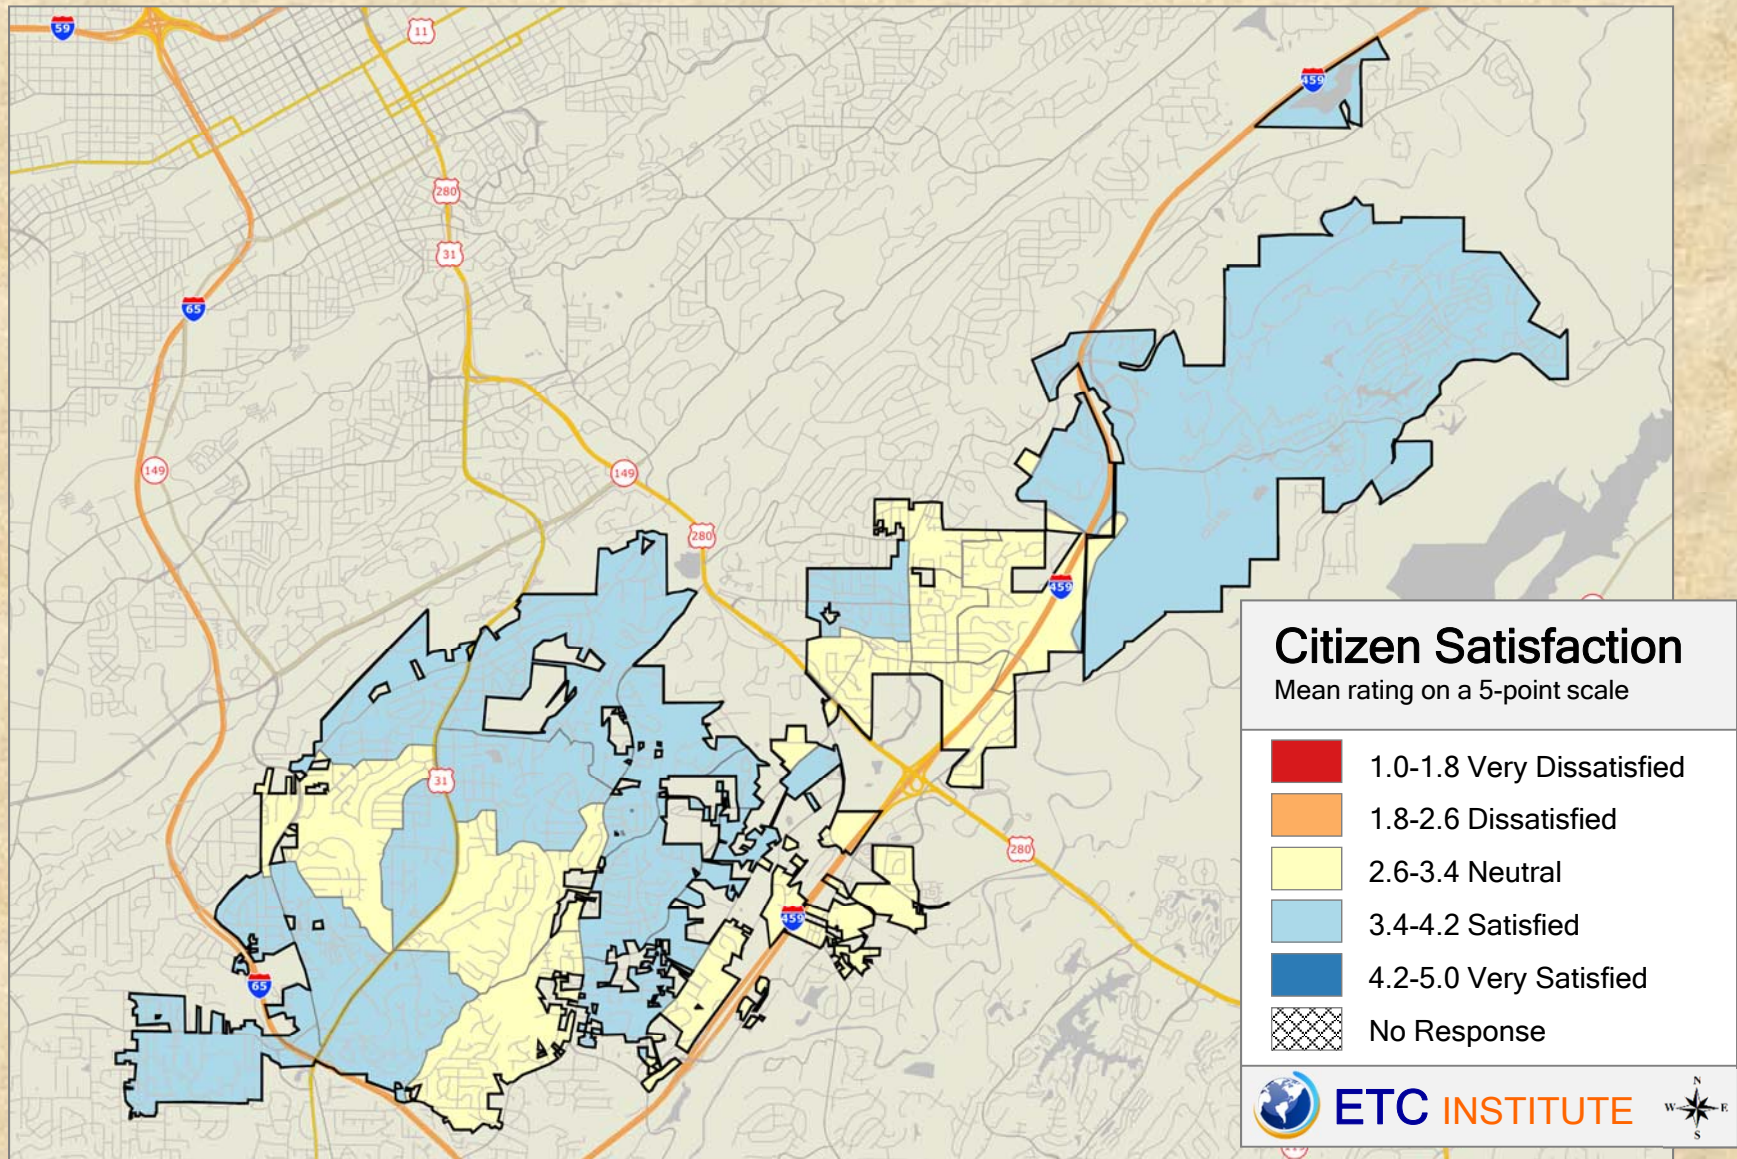 59
11
459
280
31
65
149
149
280
459
31
280
459
65
Citizen Satisfaction
Mean rating on a 5-point scale
1.0-1.8 Very Dissatisfied
1.8-2.6 Dissatisfied
2.6-3.4 Neutral
3.4-4.2 Satisfied
4.2-5.0 Very Satisfied
No Response
ETC INSTITUTE
N
W E
S